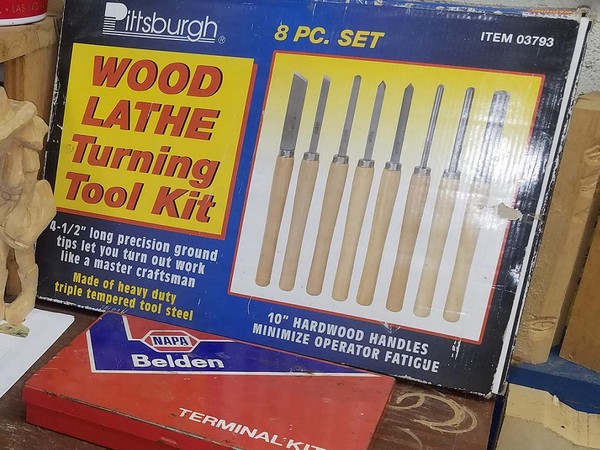 Pittsburgh®
8 PC. SET
ITEM 03793
WOOD
LATHE
Turning
Tool Kit
4-1/2" long precision ground
tips let you turn out work
like a master craftsman
Made of heavy duty
triple tempered tool steel
10" HARDWOOD HANDLES
MINIMIZE OPERATOR FATIGUE
NAPA
Belden
TERMINAL KIT